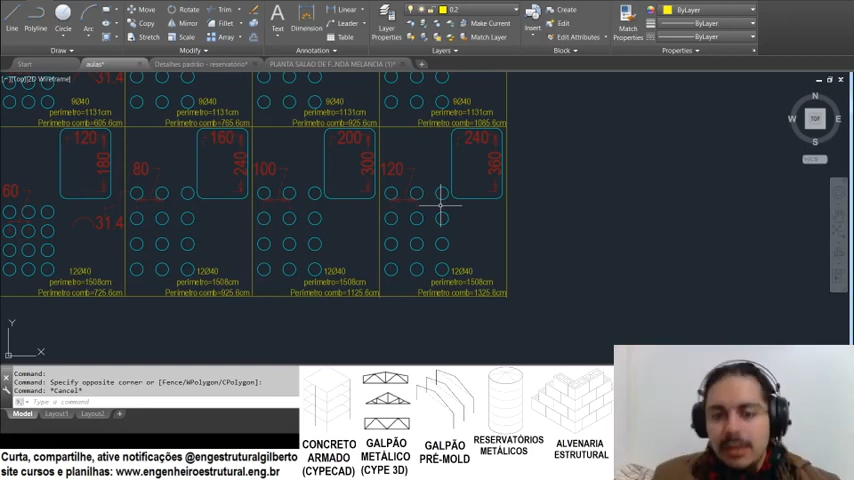 Line Polyline Circle Arc
Move Rotate Trim
Copy Mirror Fillet
Stretch Scale Array
Text Dimension
Linear
Leader
Table
Layer Properties
0.2
Make Current
Match Layer
Insert
Create
Edit
Edit Attributes
Match Properties
ByLayer
ByLayer
ByLayer
Draw Modify Annotation Layers Block Properties
Start aulas* Detalhes padrão - reservatório* PLANTA SALAO DE F...NDA MELANCIA (1)*
[−][Top][2D Wireframe]
31.4
9Ø40 9Ø40 9Ø40 9Ø40
perímetro=1131cm perímetro=1131cm perímetro=1131cm perímetro=1131cm
Perímetro comb=605.6cm Perímetro comb=765.6cm Perímetro comb=925.6cm Perímetro comb=1085.6cm
120 160 200 240
180 240 300 360
60 80 100 120
31.4
12Ø40 12Ø40 12Ø40 12Ø40
perímetro=1508cm perímetro=1508cm perímetro=1508cm perímetro=1508cm
Perímetro comb=725.6cm Perímetro comb=925.6cm Perímetro comb=1125.6cm Perímetro comb=1325.6cm
N
W TOP E
S
Y
X
Command:
Command: Specify opposite corner or [Fence/WPolygon/CPolygon]:
Command: *Cancel*
Type a command
Model Layout1 Layout2 +
CONCRETO ARMADO (CYPECAD)
GALPÃO METÁLICO (CYPE 3D)
GALPÃO PRÉ-MOLD
RESERVATÓRIOS METÁLICOS
ALVENARIA ESTRUTURAL
Curta, compartilhe, ative notificações @engestruturalgilberto
site cursos e planilhas: www.engenheiroestrutural.eng.br